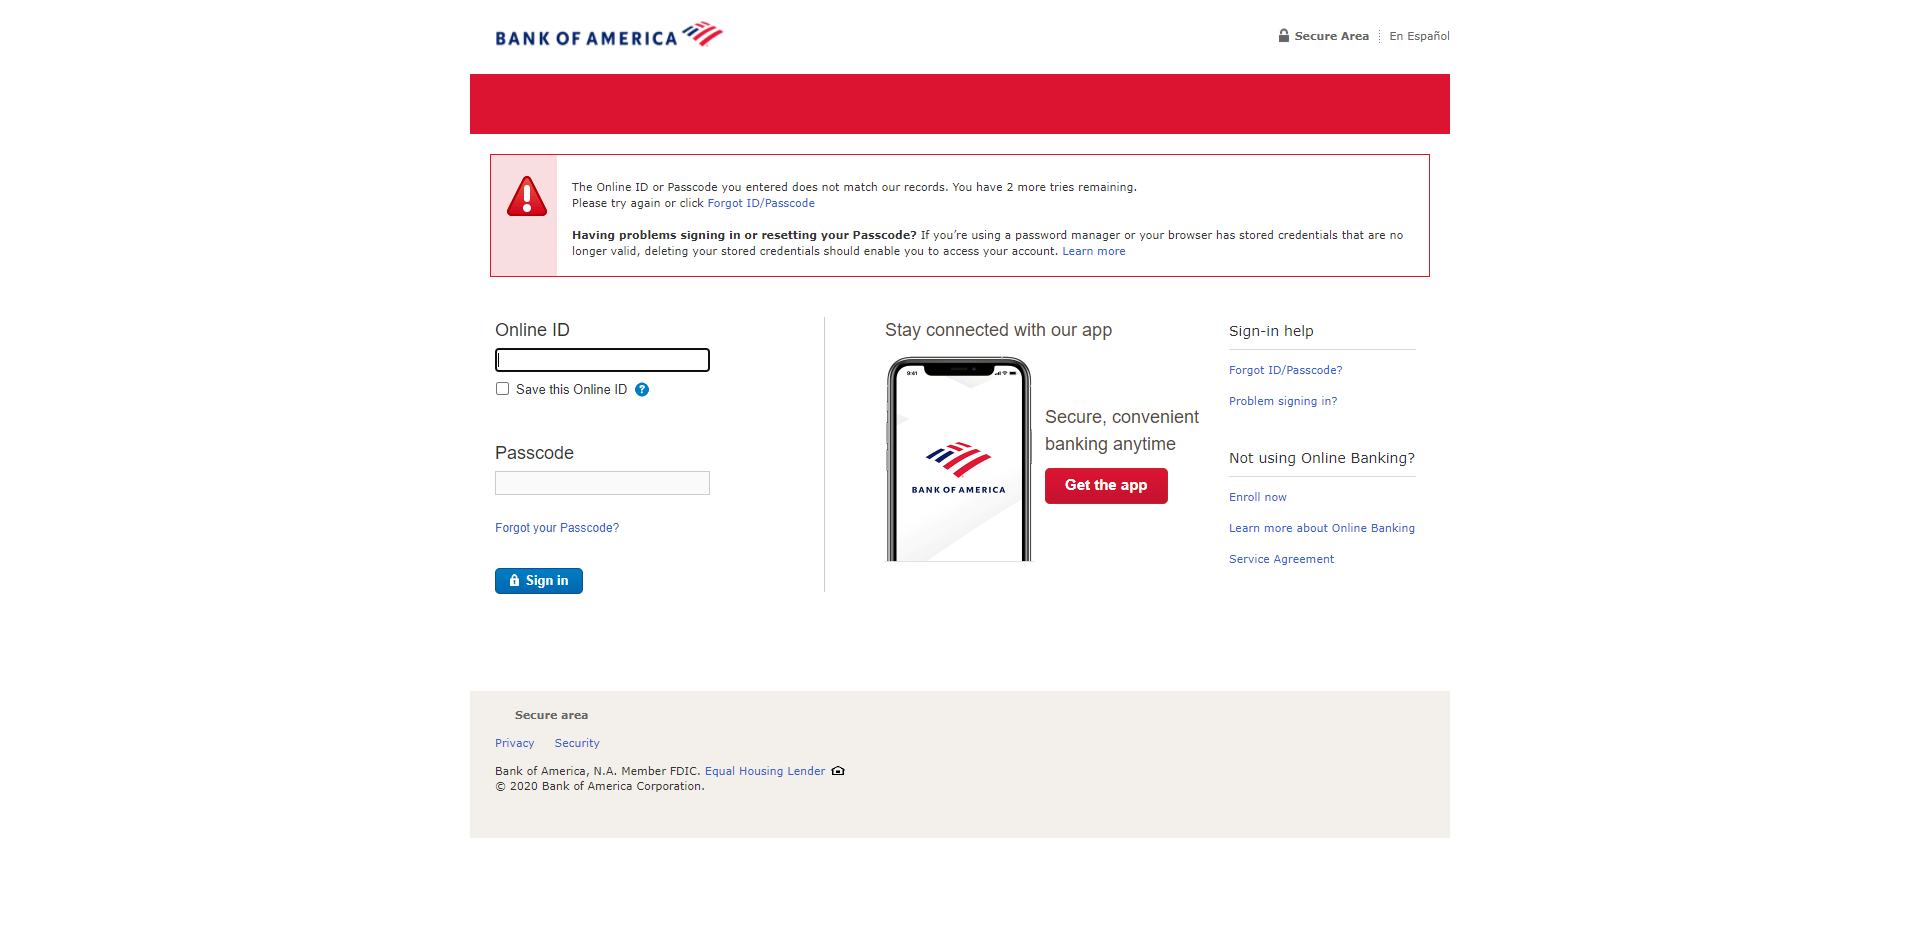 BANK OF AMERICA
Secure Area
En Español
The Online ID or Passcode you entered does not match our records. You have 2 more tries remaining.
Please try again or click Forgot ID/Passcode
Having problems signing in or resetting your Passcode? If you’re using a password manager or your browser has stored credentials that are no
longer valid, deleting your stored credentials should enable you to access your account. Learn more
Online ID
Save this Online ID ?
Passcode
Forgot your Passcode?
Sign in
Stay connected with our app
9:41
BANK OF AMERICA
Secure, convenient
banking anytime
Get the app
Sign-in help
Forgot ID/Passcode?
Problem signing in?
Not using Online Banking?
Enroll now
Learn more about Online Banking
Service Agreement
Secure area
Privacy Security
Bank of America, N.A. Member FDIC. Equal Housing Lender
© 2020 Bank of America Corporation.